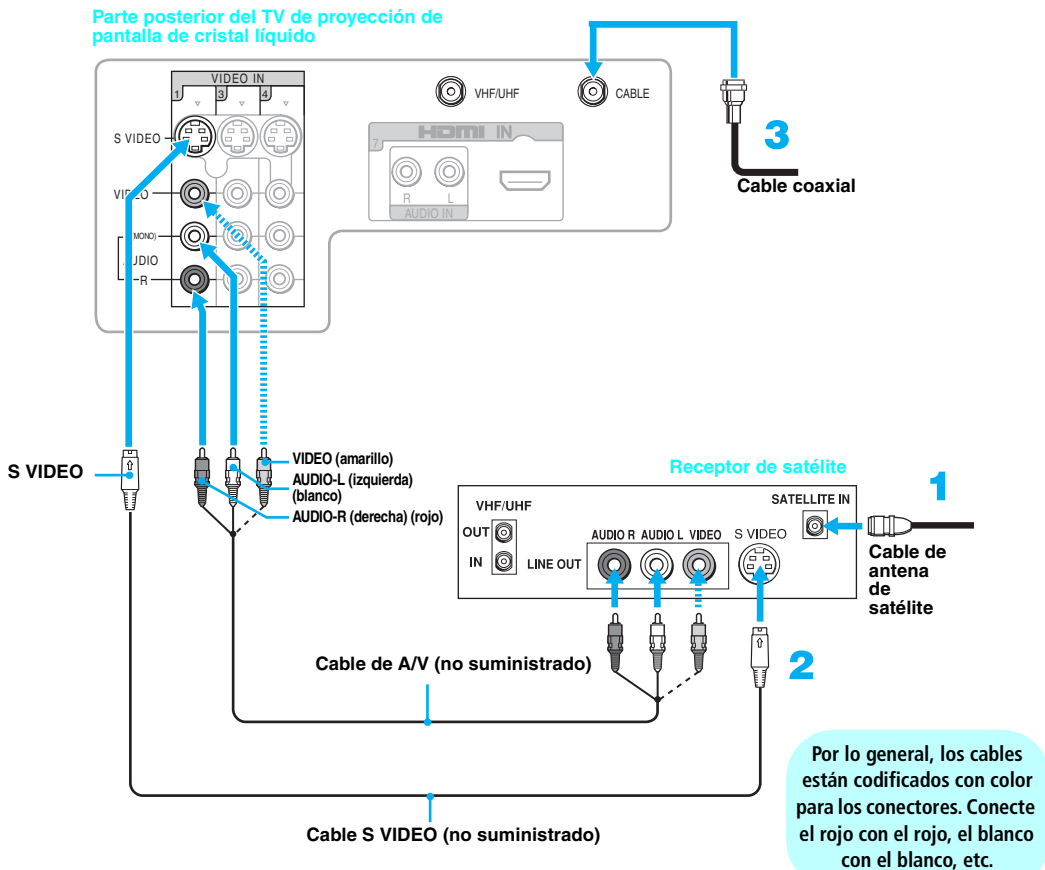 Parte posterior del TV de proyección de
pantalla de cristal líquido
VIDEO IN
1
3
4
S VIDEO
VIDEO
(MONO)
AUDIO
R
VHF/UHF
CABLE
7
HDMI IN
R
L
AUDIO IN
3
Cable coaxial
S VIDEO
VIDEO (amarillo)
AUDIO-L (izquierda)
(blanco)
AUDIO-R (derecha) (rojo)
Receptor de satélite
VHF/UHF
OUT
IN
LINE OUT
AUDIO R
AUDIO L
VIDEO
S VIDEO
SATELLITE IN
1
Cable de
antena
de
satélite
2
Cable de A/V (no suministrado)
Cable S VIDEO (no suministrado)
Por lo general, los cables
están codificados con color
para los conectores. Conecte
el rojo con el rojo, el blanco
con el blanco, etc.